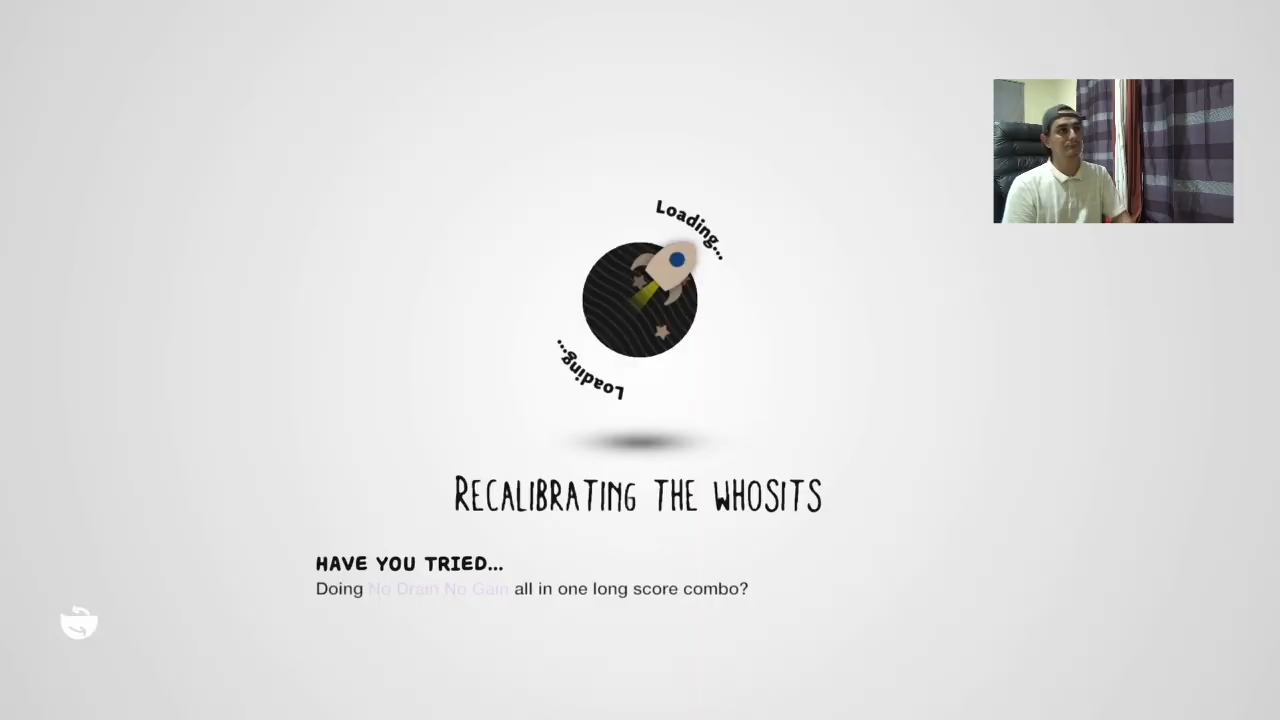 Loading...
Loading...
RECALIBRATING THE WHOSITS
HAVE YOU TRIED...
Doing No Drain No Gain all in one long score combo?